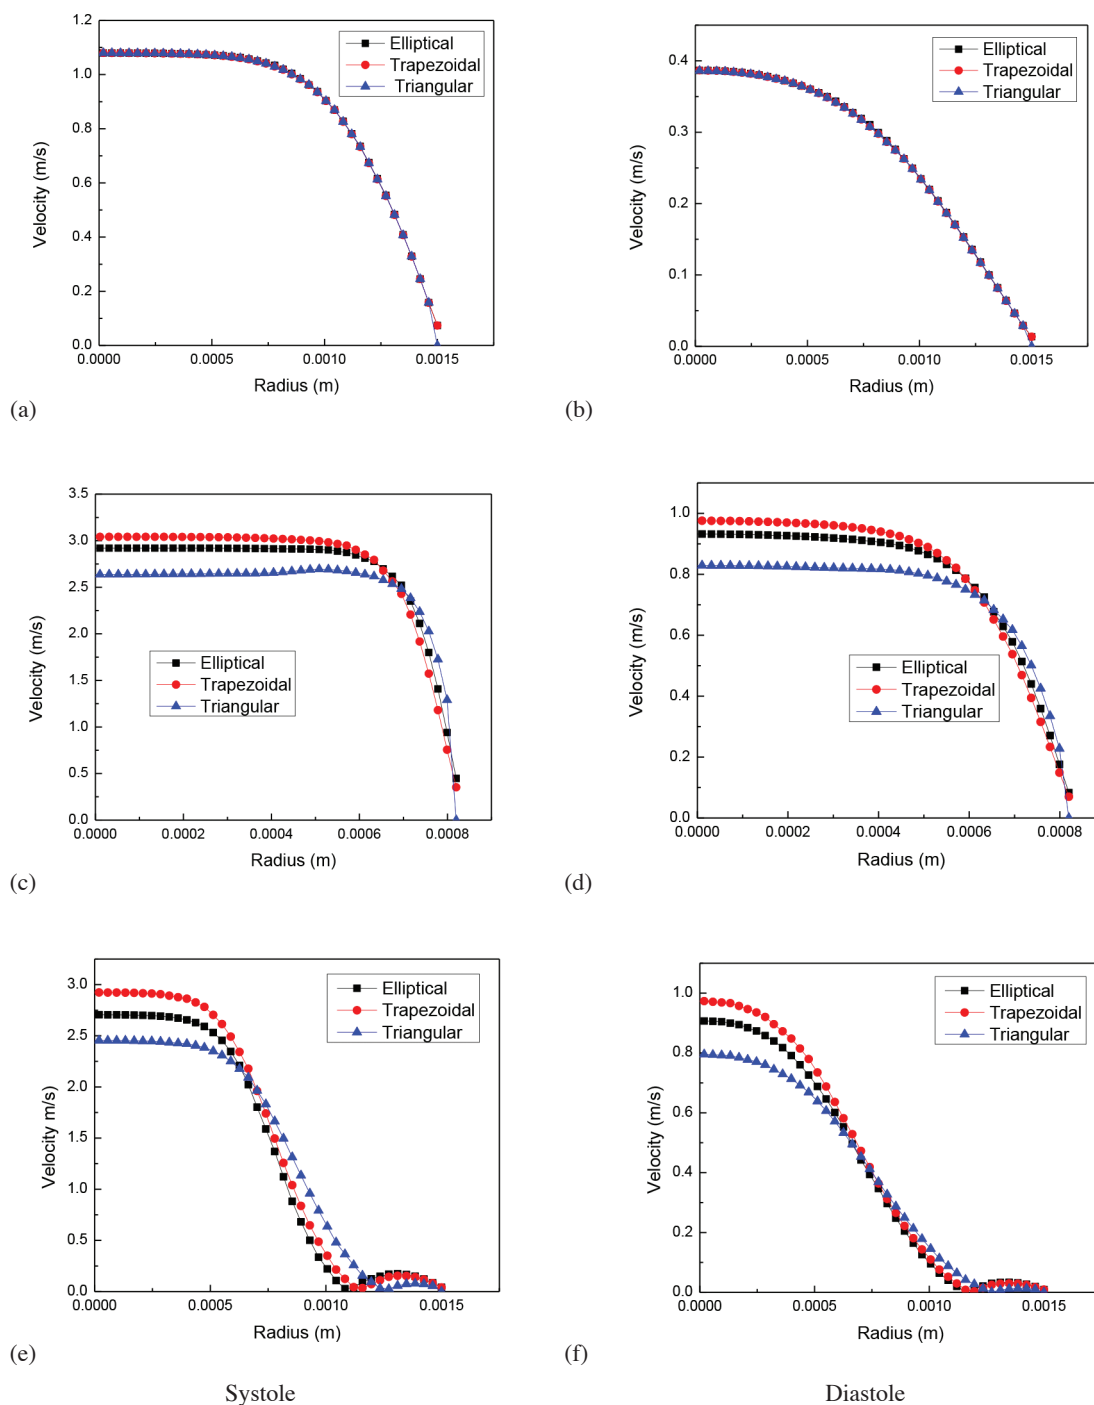 1.2
1.0
0.8
0.6
0.4
0.2
0.0
0.0000 0.0005 0.0010 0.0015
Velocity (m/s)
Radius (m)
Elliptical
Trapezoidal
Triangular
(a)
0.4
0.3
0.2
0.1
0.0
0.0000 0.0005 0.0010 0.0015
Velocity (m/s)
Radius (m)
Elliptical
Trapezoidal
Triangular
(b)
3.5
3.0
2.5
2.0
1.5
1.0
0.5
0.0
0.0000 0.0002 0.0004 0.0006 0.0008
Velocity (m/s)
Radius (m)
Elliptical
Trapezoidal
Triangular
(c)
1.0
0.8
0.6
0.4
0.2
0.0
0.0000 0.0002 0.0004 0.0006 0.0008
Velocity (m/s)
Radius (m)
Elliptical
Trapezoidal
Triangular
(d)
3.0
2.5
2.0
1.5
1.0
0.5
0.0
0.0000 0.0005 0.0010 0.0015
Velocity m/s)
Radius (m)
Elliptical
Trapezoidal
Triangular
(e)
1.0
0.8
0.6
0.4
0.2
0.0
0.0000 0.0005 0.0010 0.0015
Velocity m/s)
Radius (m)
Elliptical
Trapezoidal
Triangular
(f)
Systole
Diastole